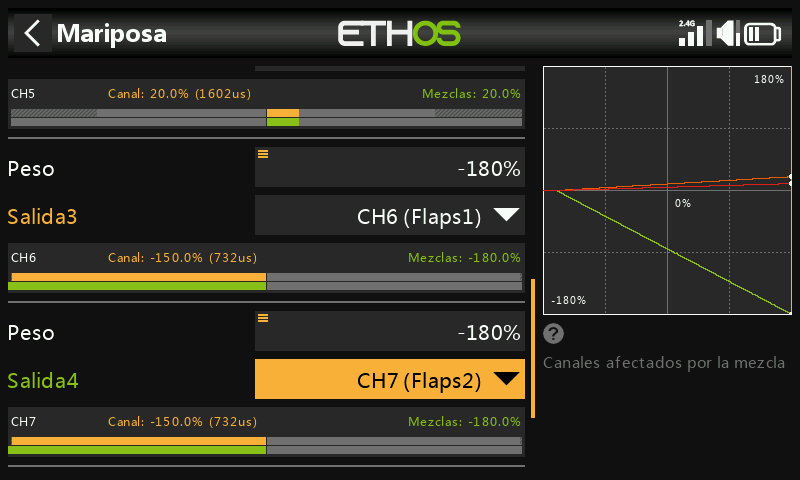 Mariposa
ETHOS
2.4G
CH5 Canal: 20.0% (1602us) Mezclas: 20.0%
Peso -180%
Salida3 CH6 (Flaps1)
CH6 Canal: -150.0% (732us) Mezclas: -180.0%
Peso -180%
Salida4 CH7 (Flaps2)
CH7 Canal: -150.0% (732us) Mezclas: -180.0%
180%
0%
-180%
?
Canales afectados por la mezcla